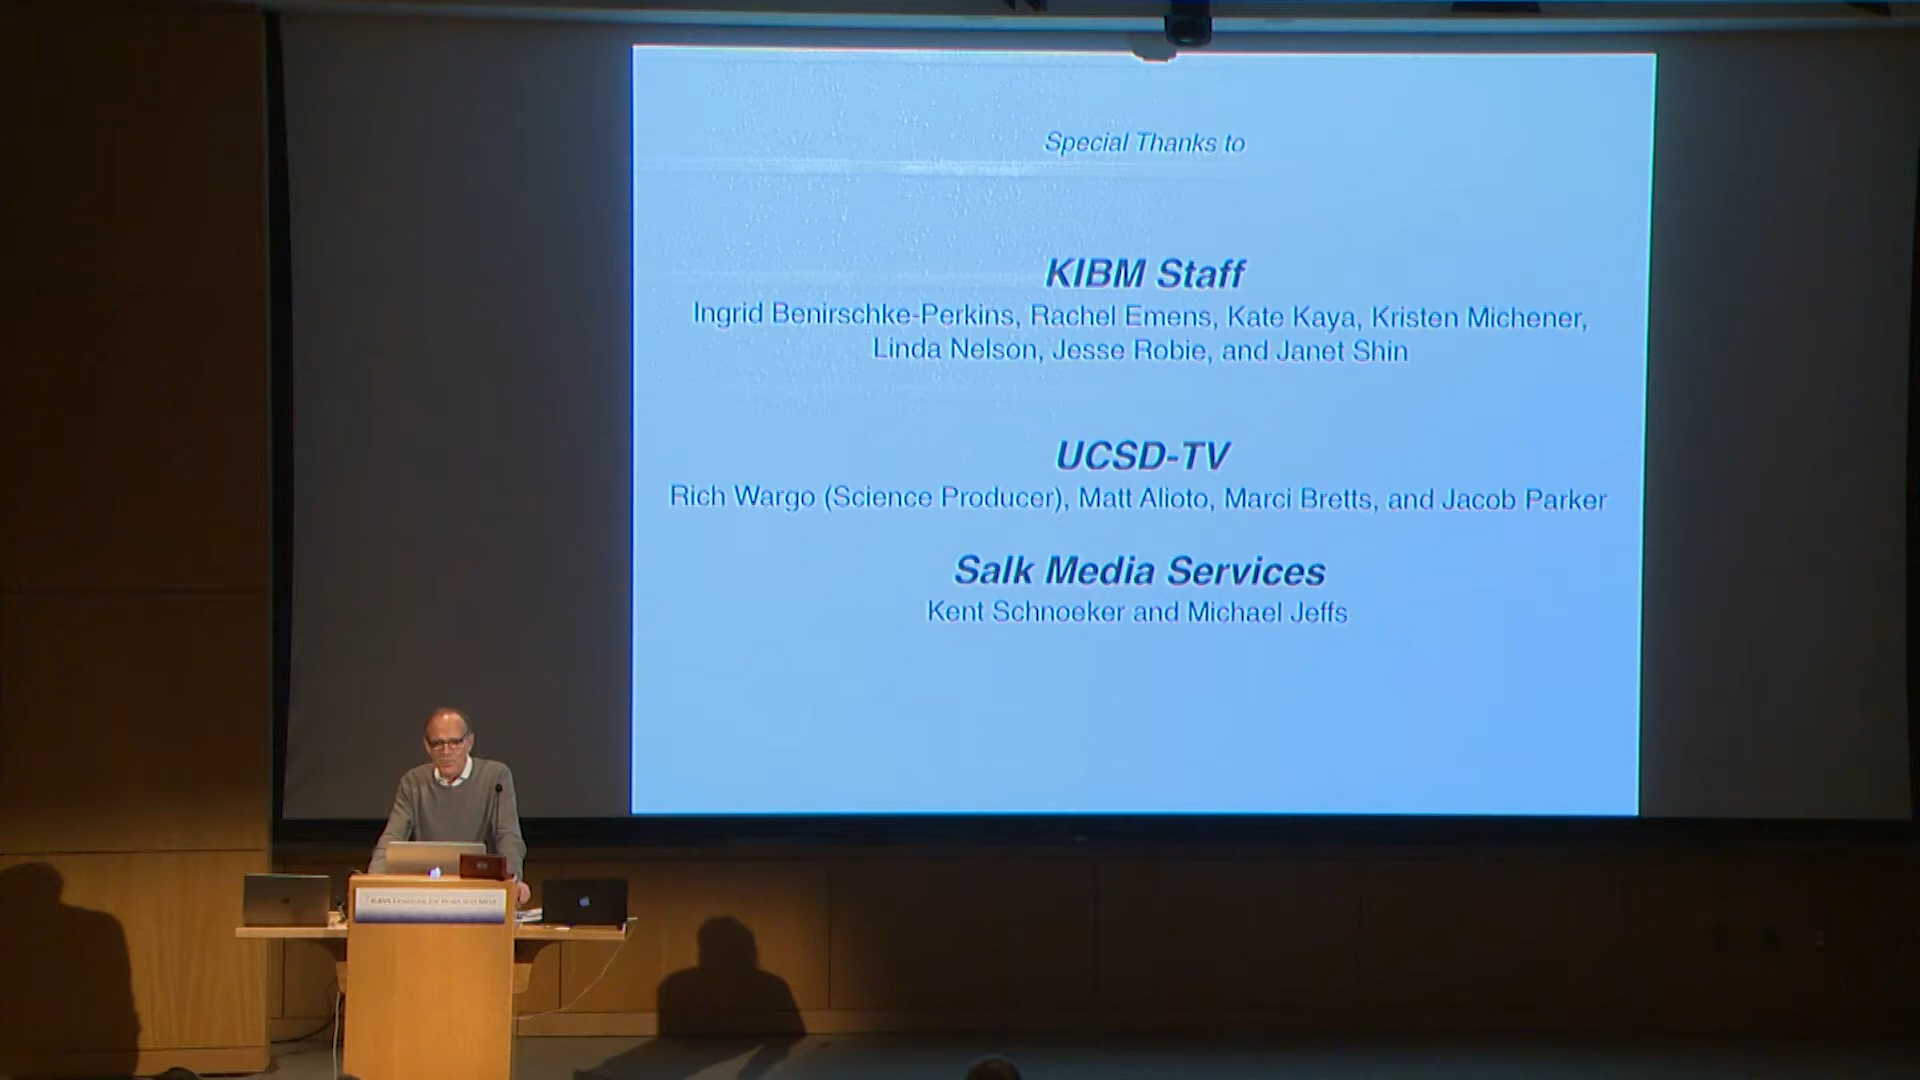 Special Thanks to
KIBM Staff
Ingrid Benirschke-Perkins, Rachel Emens, Kate Kaya, Kristen Michener,
Linda Nelson, Jesse Robie, and Janet Shin
UCSD-TV
Rich Wargo (Science Producer), Matt Alioto, Marci Bretts, and Jacob Parker
Salk Media Services
Kent Schnoeker and Michael Jeffs